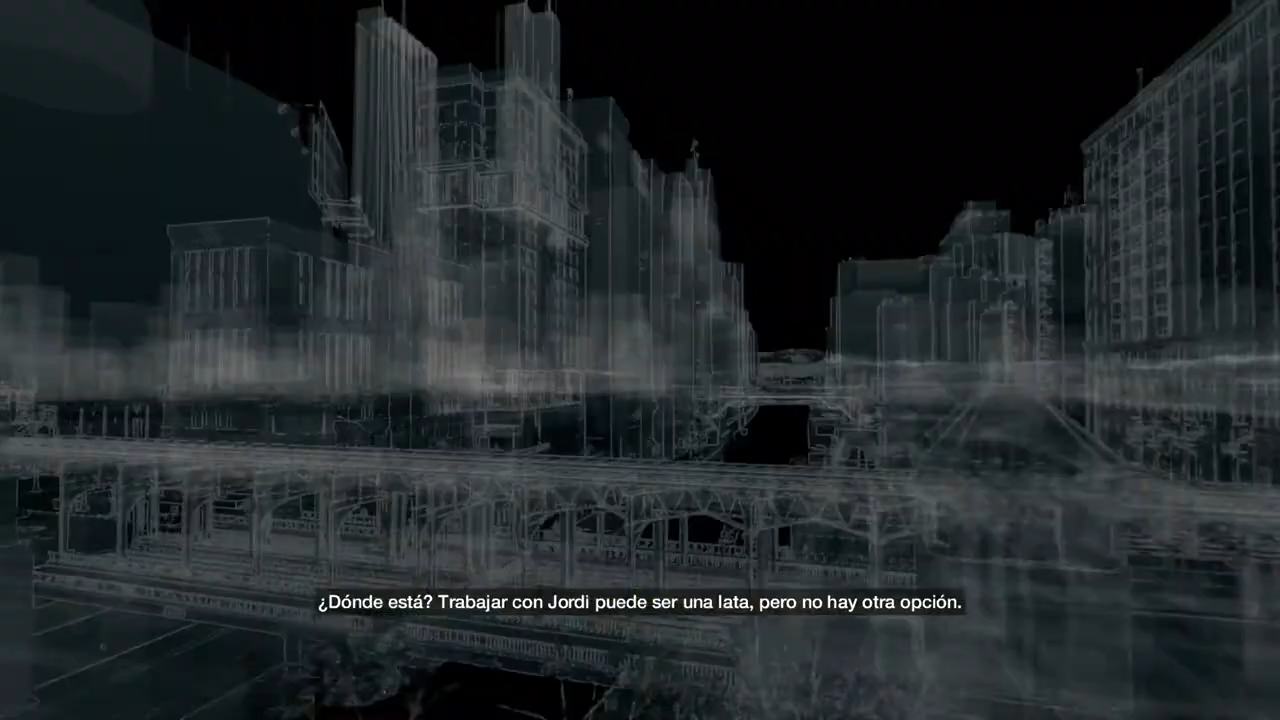 ¿Dónde está? Trabajar con Jordi puede ser una lata, pero no hay otra opción.